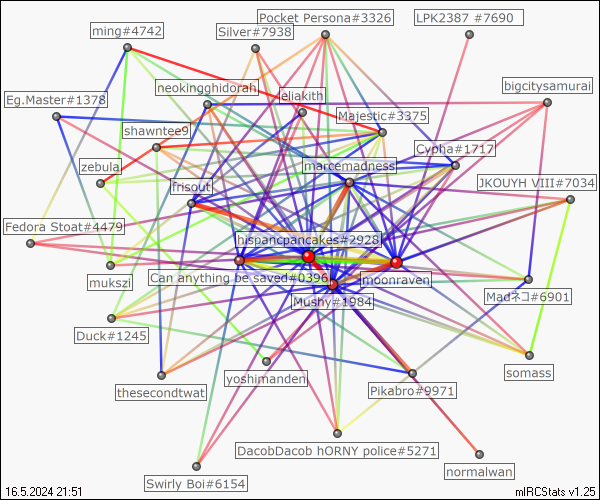 Pocket Persona#3326
LPK2387 #7690
ming#4742
Silver#7938
neokingghidorah
eliakith
bigcitysamurai
Eg.Master#1378
Majestic#3375
shawntee9
Cypha#1717
zebula
marcemadness
frisout
JKOUYH VIII#7034
Fedora Stoat#4479
hispancpancakes#2928
mukszi
Can anything be saved#0396
moonraven
Mushy#1984
Madネコ#6901
Duck#1245
yoshimanden
somass
thesecondtwat
Pikabro#9971
DacobDacob hORNY police#5271
normalwan
Swirly Boi#6154
16.5.2024 21:51
mIRCStats v1.25